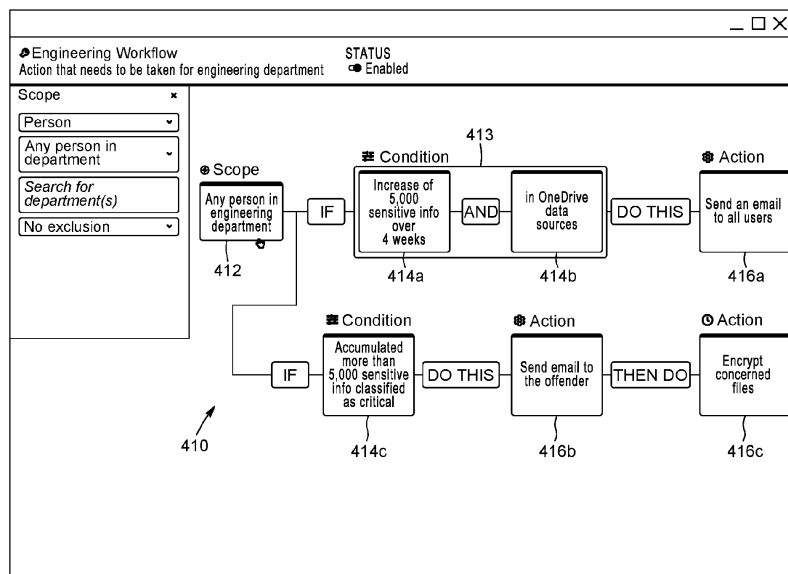 Engineering Workflow
Action that needs to be taken for engineering department
STATUS
Enabled
Scope
Person
Any person in
department
Search for
department(s)
No exclusion
413
Scope
Any person in
engineering
department
412
IF
Condition
Increase of
5,000
sensitive info
over
4 weeks
414a
AND
in OneDrive
data
sources
414b
DO THIS
Action
Send an email
to all users
416a
IF
Condition
Accumulated
more than
5,000 sensitive
info classified
as critical
414c
DO THIS
Action
Send email to
the offender
416b
THEN DO
Action
Encrypt
concerned
files
416c
410